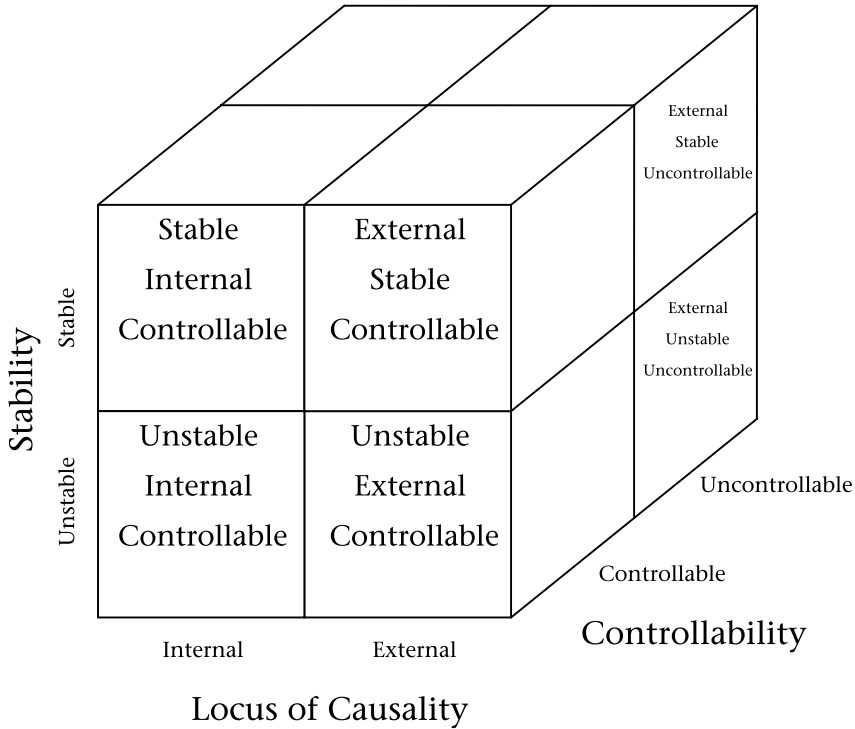 External
Stable
Uncontrollable
Stable
Internal
Controllable
External
Stable
Controllable
Stable
Stability
External
Unstable
Uncontrollable
Unstable
Internal
Controllable
Unstable
External
Controllable
Unstable
Uncontrollable
Controllable
Controllability
Internal
External
Locus of Causality